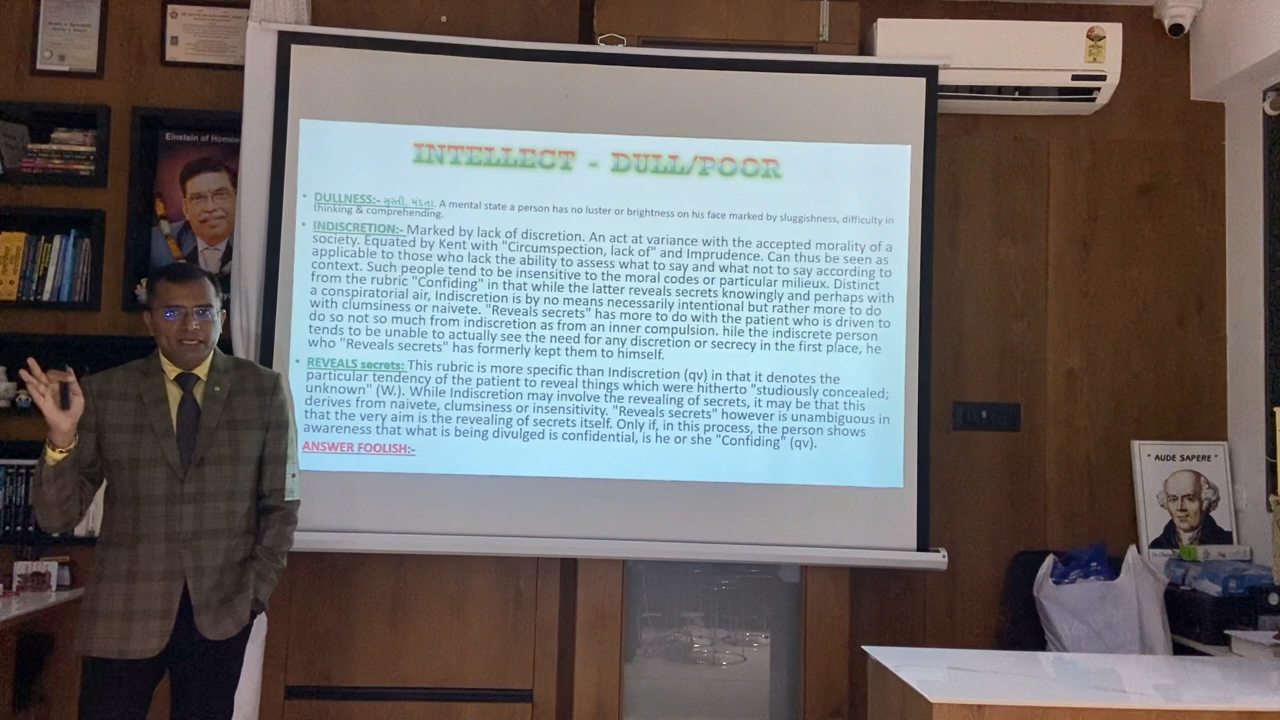 Einstein of Homoe
INTELLECT - DULL/POOR
• DULLNESS:- સુસ્તી, મંદતા. A mental state a person has no luster or brightness on his face marked by sluggishness, difficulty in
thinking & comprehending.
• INDISCRETION:- Marked by lack of discretion. An act at variance with the accepted morality of a
society. Equated by Kent with "Circumspection, lack of" and Imprudence. Can thus be seen as
applicable to those who lack the ability to assess what to say and what not to say according to
context. Such people tend to be insensitive to the moral codes or particular milieux. Distinct
from the rubric "Confiding" in that while the latter reveals secrets knowingly and perhaps with
a conspiratorial air, Indiscretion is by no means necessarily intentional but rather more to do
with clumsiness or naivete. "Reveals secrets" has more to do with the patient who is driven to
do so not so much from indiscretion as from an inner compulsion. hile the indiscrete person
tends to be unable to actually see the need for any discretion or secrecy in the first place, he
who "Reveals secrets" has formerly kept them to himself.
• REVEALS secrets: This rubric is more specific than Indiscretion (qv) in that it denotes the
particular tendency of the patient to reveal things which were hitherto "studiously concealed;
unknown" (W.). While Indiscretion may involve the revealing of secrets, it may be that this
derives from naivete, clumsiness or insensitivity. "Reveals secrets" however is unambiguous in
that the very aim is the revealing of secrets itself. Only if, in this process, the person shows
awareness that what is being divulged is confidential, is he or she "Confiding" (qv).
ANSWER FOOLISH:-
" AUDE SAPERE "